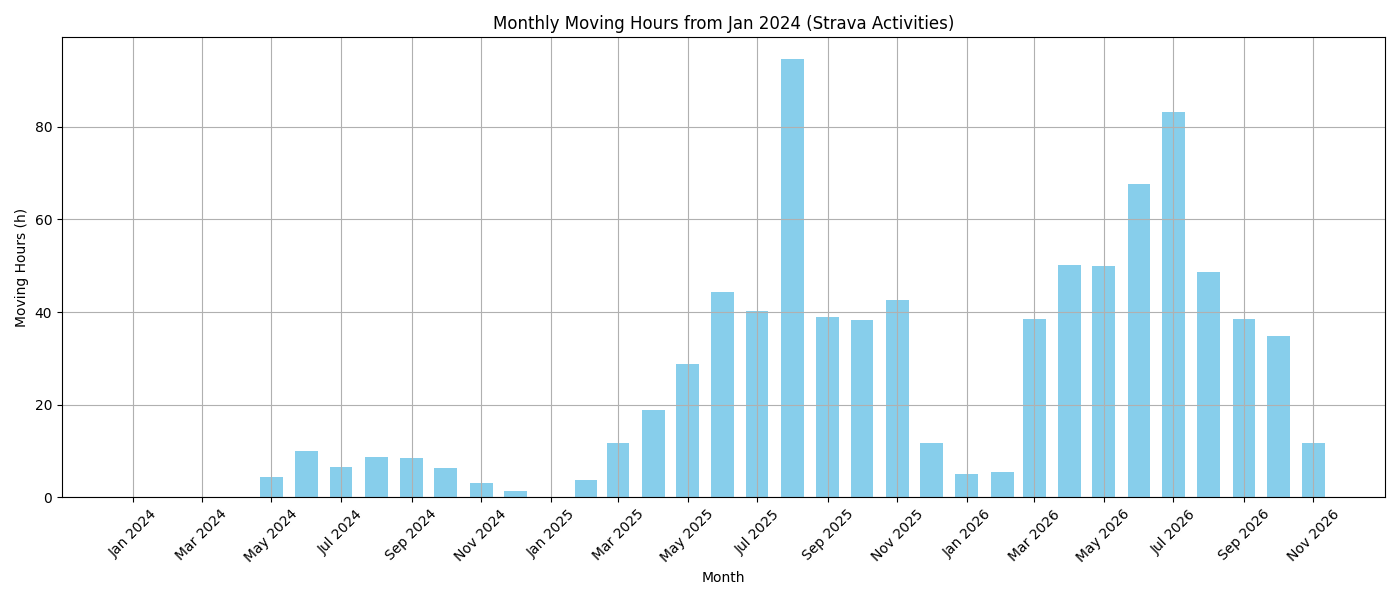 Monthly Moving Hours from Jan 2024 (Strava Activities)
Moving Hours (h)
80
60
40
20
0
Jan 2024
Mar 2024
May 2024
Jul 2024
Sep 2024
Nov 2024
Jan 2025
Mar 2025
May 2025
Jul 2025
Sep 2025
Nov 2025
Jan 2026
Mar 2026
May 2026
Jul 2026
Sep 2026
Nov 2026
Month